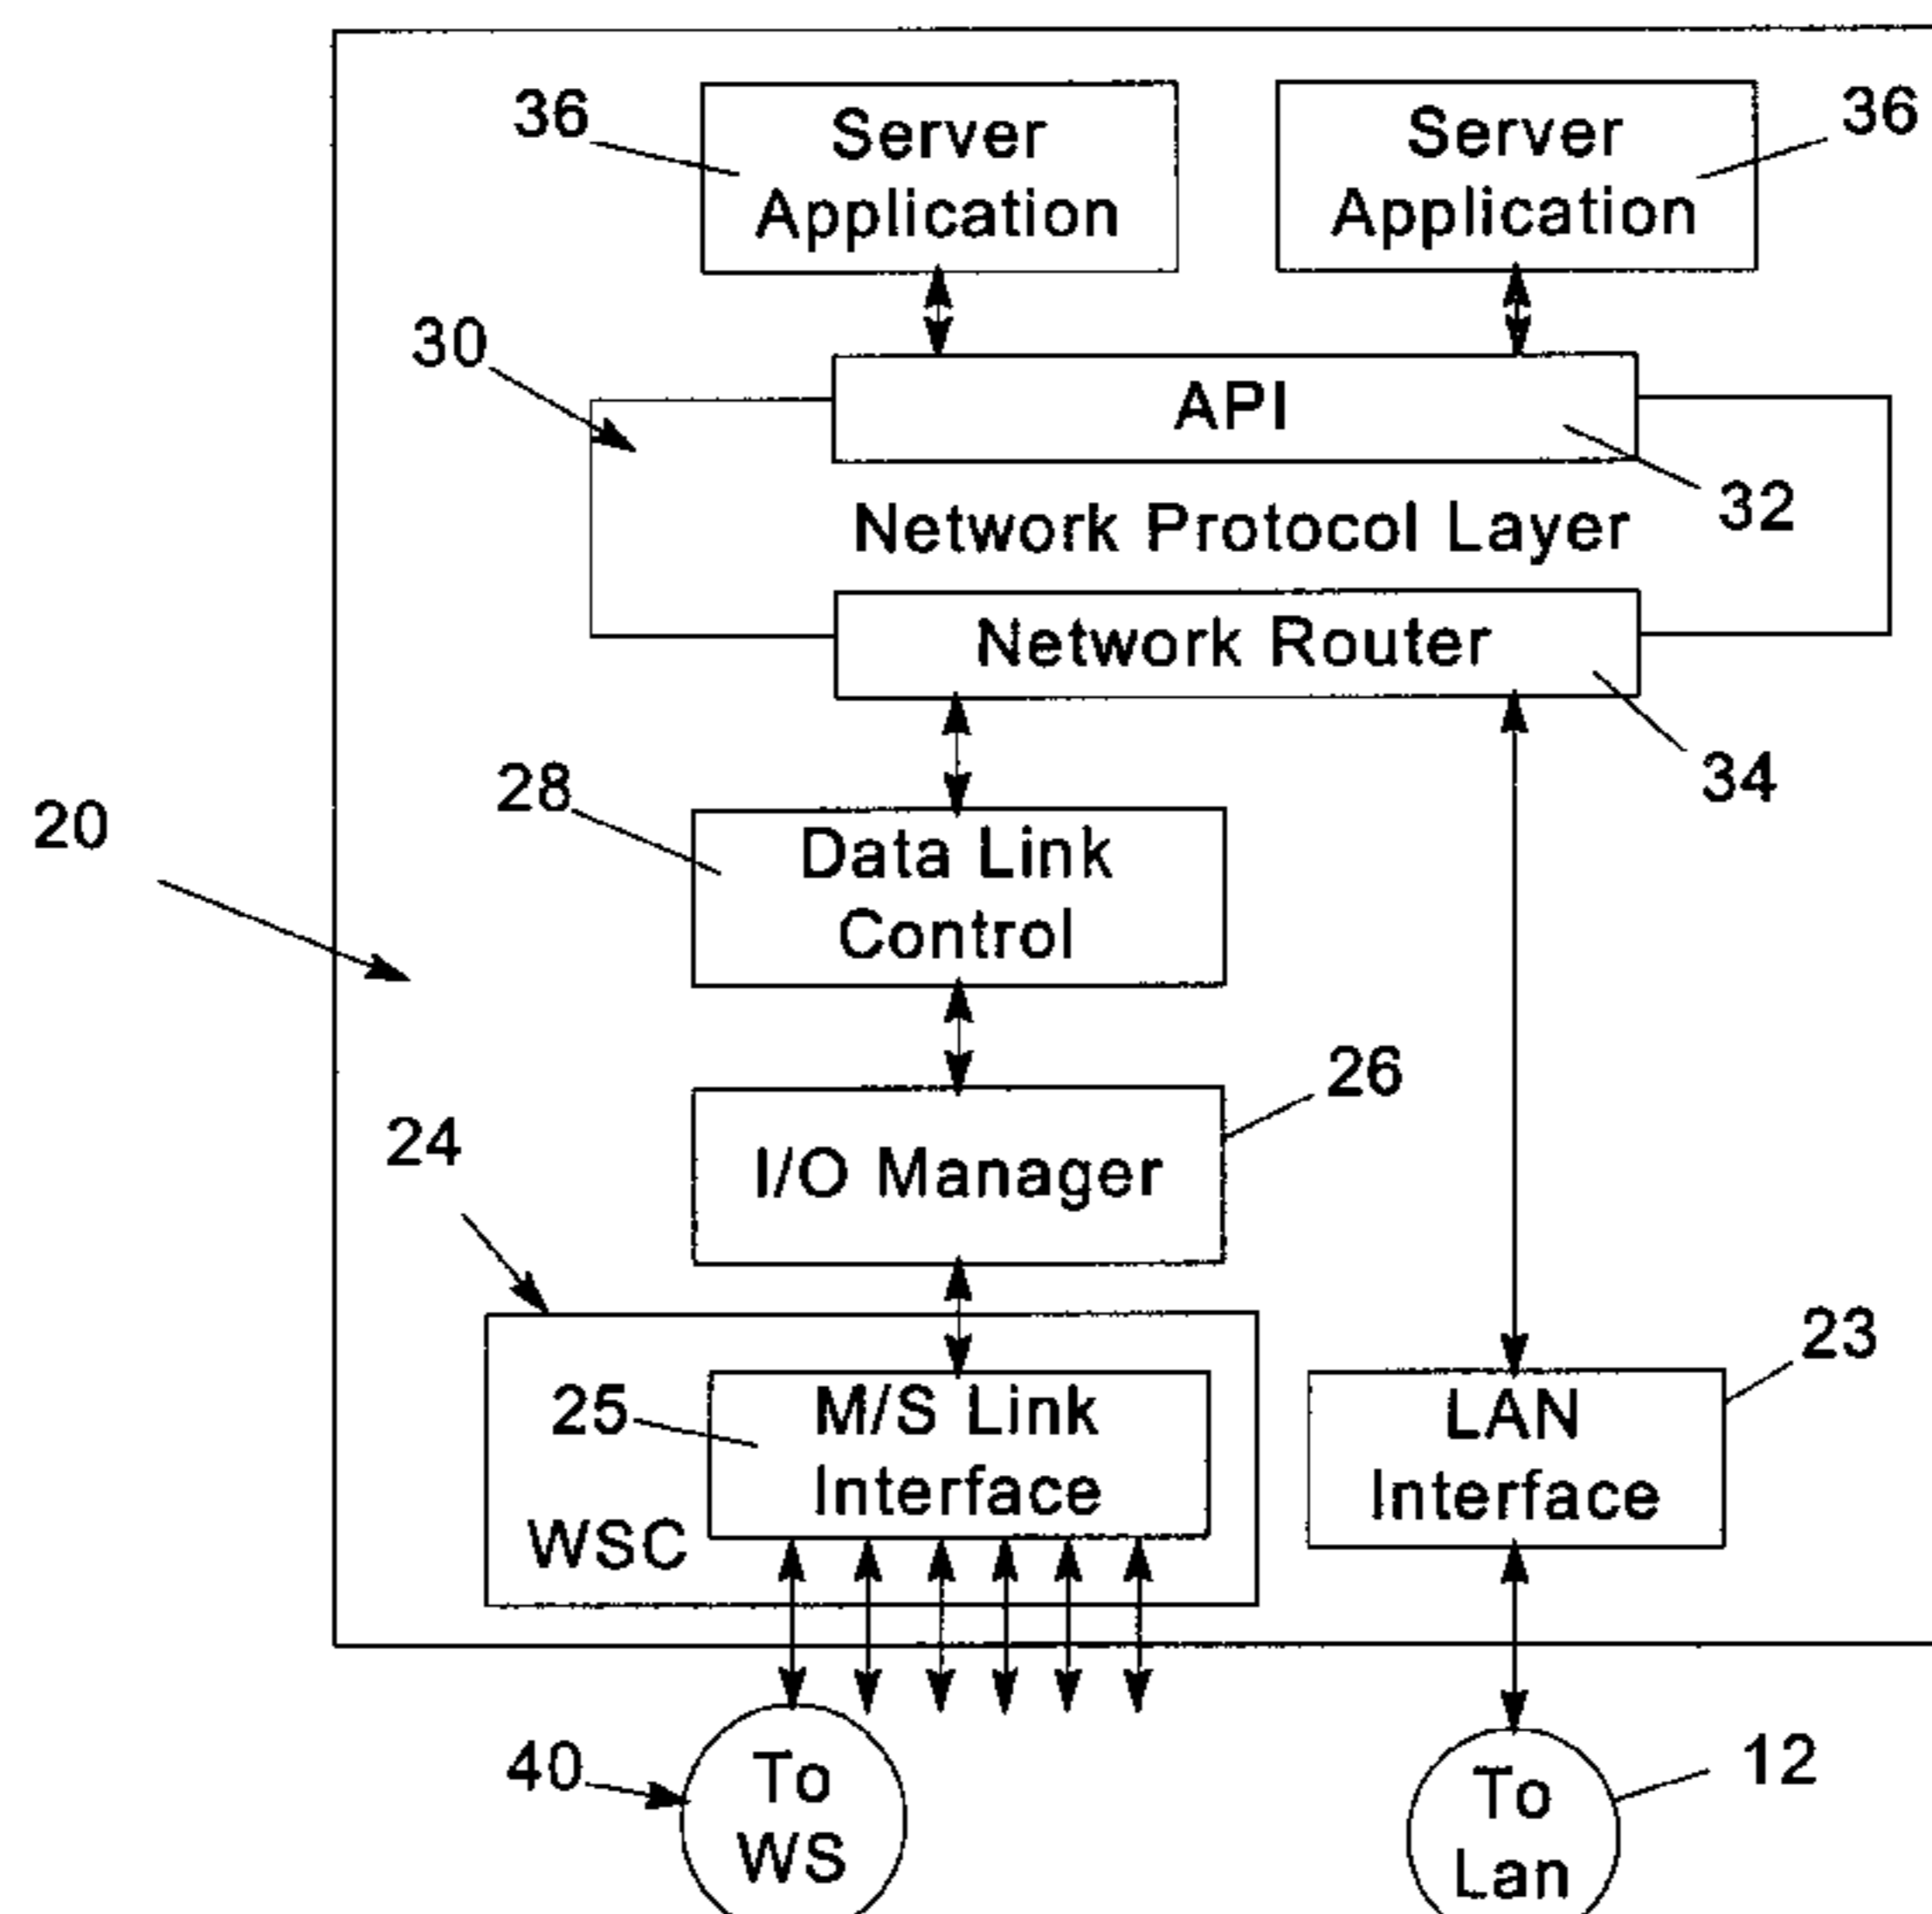 36
Server
Application
Server
Application
36
30
API
32
Network Protocol Layer
Network Router
34
28
Data Link
Control
20
26
I/O Manager
24
23
25
M/S Link
Interface
WSC
LAN
Interface
40
To
WS
12
To
Lan